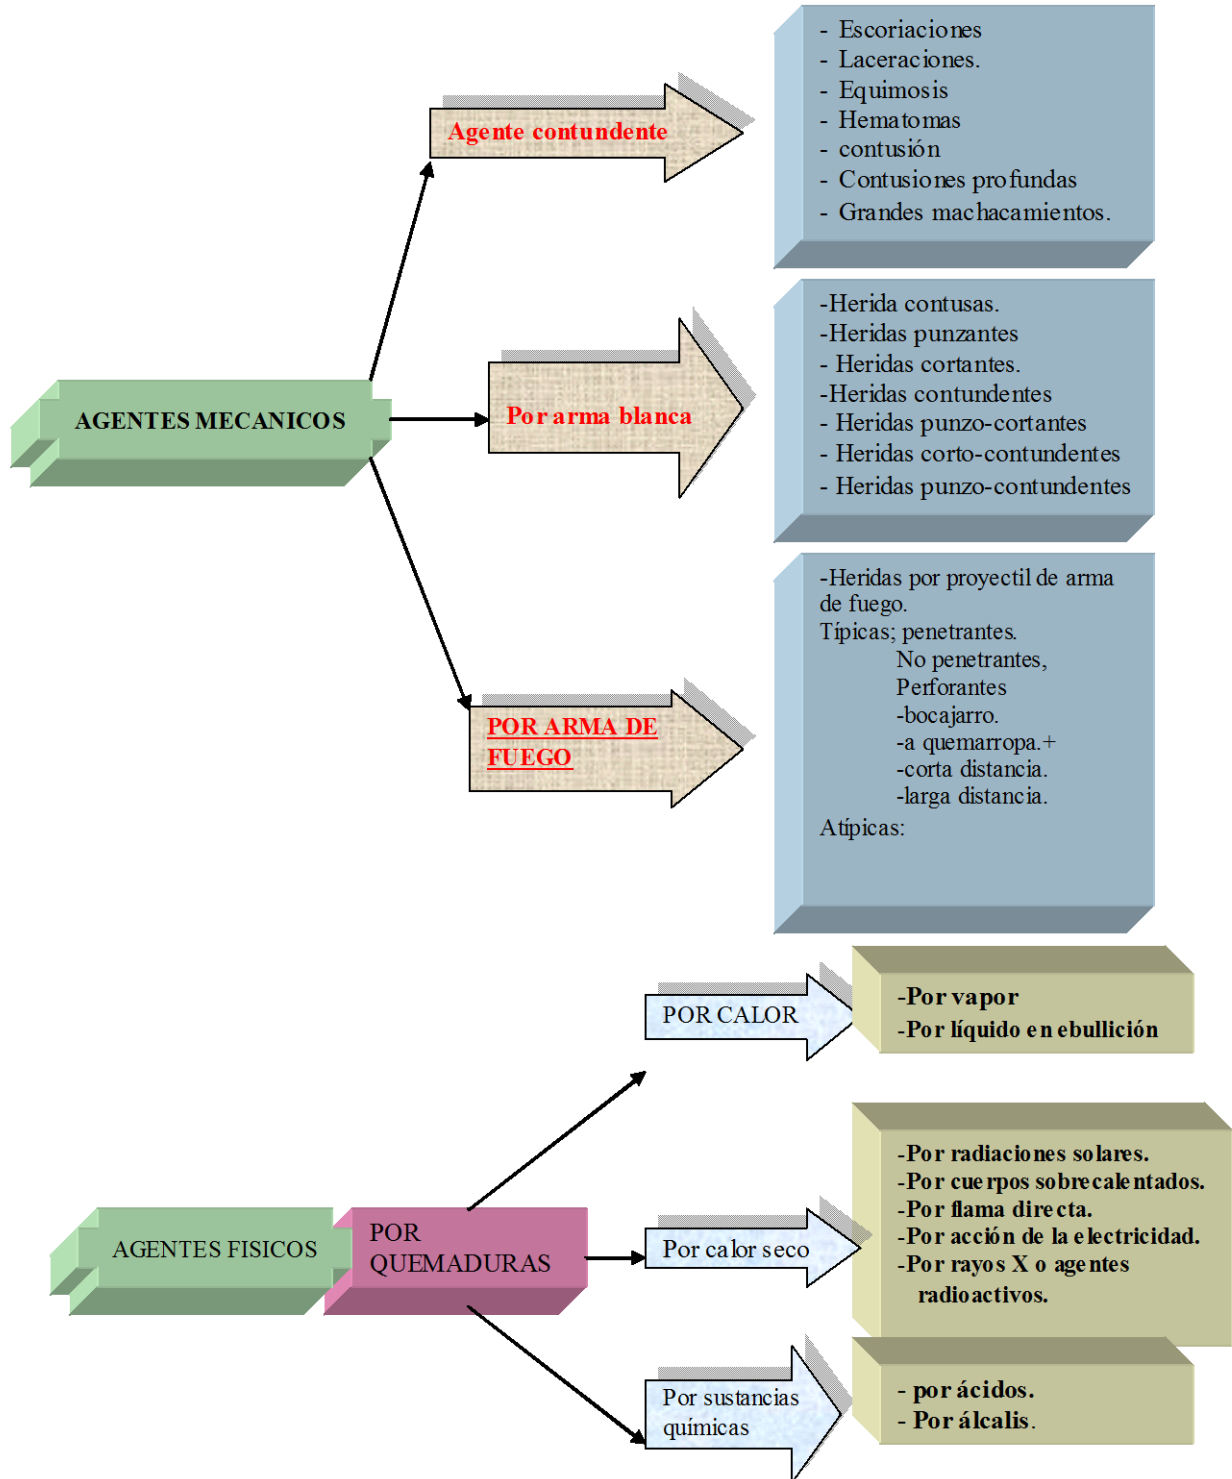 - Escoriaciones
- Laceraciones.
- Equimosis
- Hematomas
- contusión
- Contusiones profundas
- Grandes machacamientos.
Agente contundente
-Herida contusas.
-Heridas punzantes
- Heridas cortantes.
-Heridas contundentes
- Heridas punzo-cortantes
- Heridas corto-contundentes
- Heridas punzo-contundentes
Por arma blanca
AGENTES MECANICOS
-Heridas por proyectil de arma
de fuego.
Típicas; penetrantes.
No penetrantes,
Perforantes
-bocajarro.
-a quemarropa.+
-corta distancia.
-larga distancia.
Atípicas:
POR ARMA DE
FUEGO
POR CALOR
-Por vapor
-Por líquido en ebullición
AGENTES FISICOS
POR
QUEMADURAS
Por calor seco
-Por radiaciones solares.
-Por cuerpos sobrecalentados.
-Por flama directa.
-Por acción de la electricidad.
-Por rayos X o agentes
radioactivos.
Por sustancias
químicas
- por ácidos.
- Por álcalis.